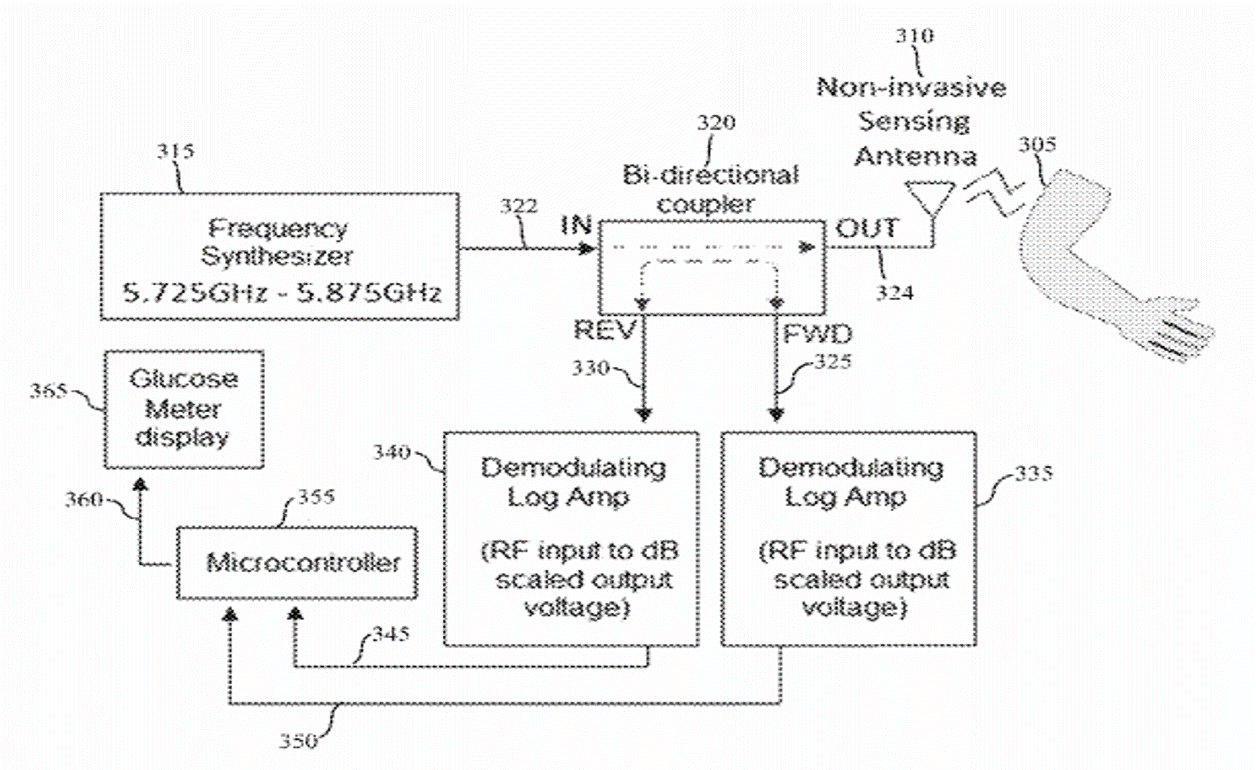 310
Non-invasive
Sensing
Antenna
305
320
Bi-directional
coupler
315
Frequency
Synthesizer
5.725GHz - 5.875GHz
322
IN
OUT
324
REV
FWD
330
325
365
Glucose
Meter
display
340
Demodulating
Log Amp
(RF input to dB
scaled output
voltage)
335
Demodulating
Log Amp
(RF input to dB
scaled output
voltage)
360
355
Microcontroller
345
350